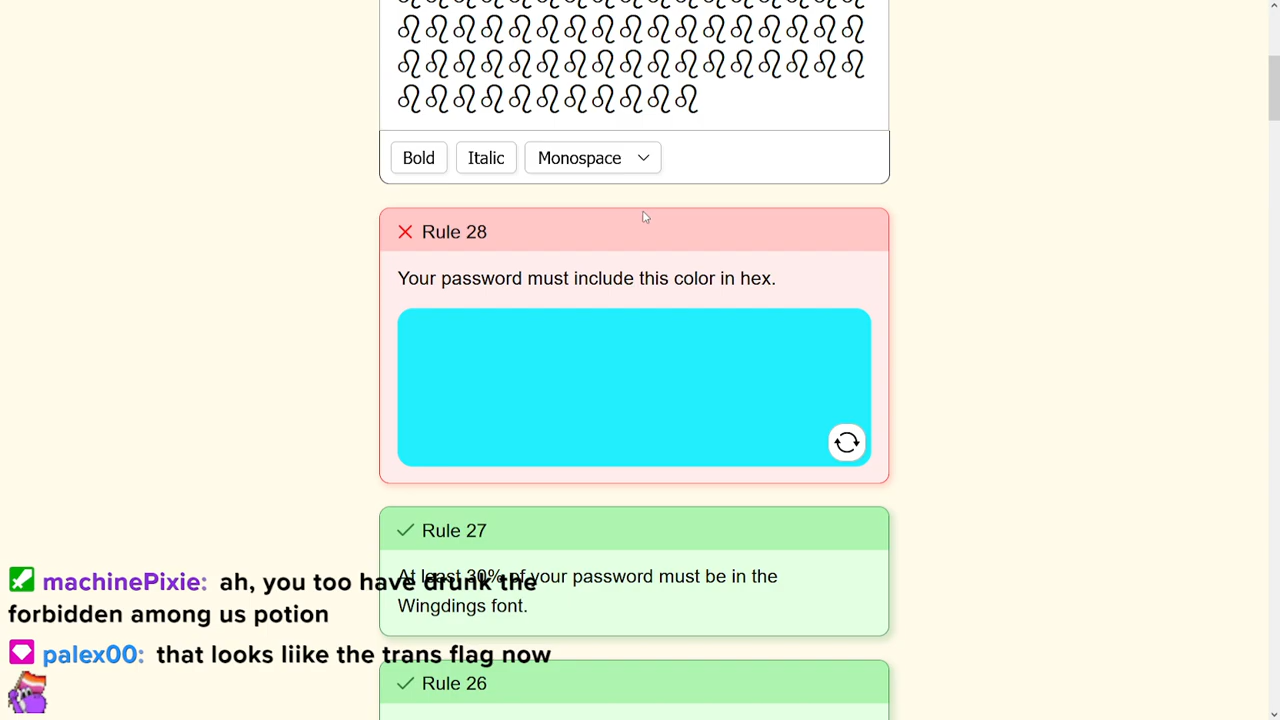 ♌♌♌♌♌♌♌♌♌♌♌♌♌♌♌♌♌
♌♌♌♌♌♌♌♌♌♌♌♌♌♌♌♌♌
♌♌♌♌♌♌♌♌♌♌♌♌♌♌♌♌♌
♌♌♌♌♌♌♌♌♌♌♌
Bold Italic Monospace
Rule 28
Your password must include this color in hex.
Rule 27
At least 30% of your password must be in the
Wingdings font.
machinePixie: ah, you too have drunk the
forbidden among us potion
palex00: that looks liike the trans flag now
Rule 26